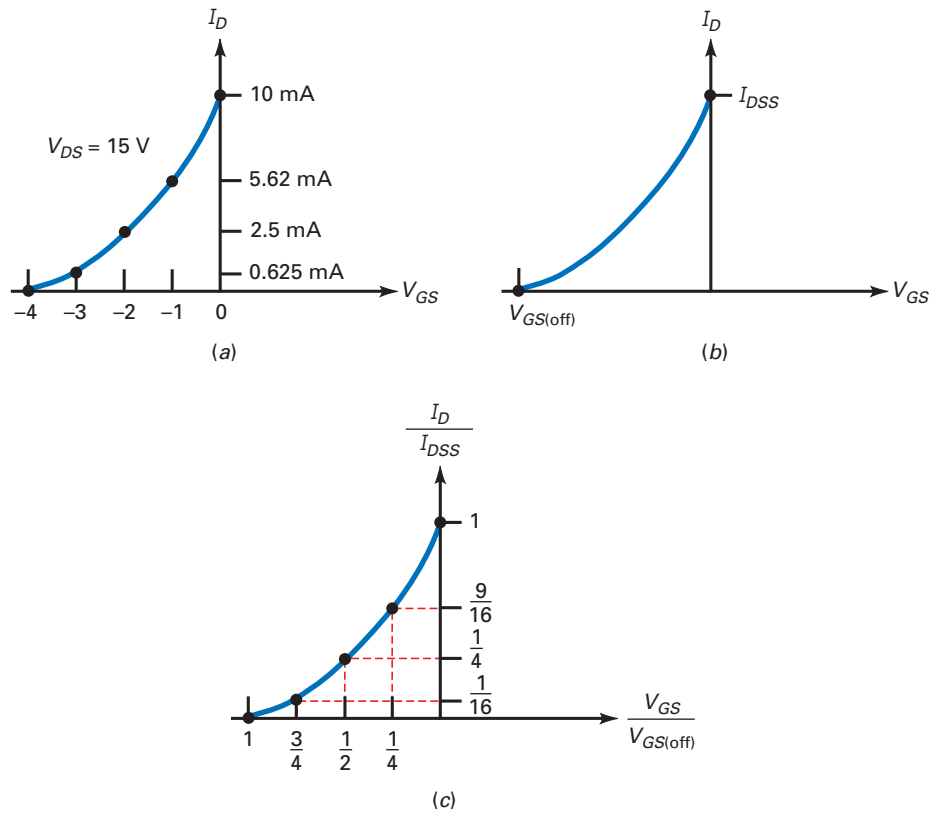 I_D
10 mA
V_DS = 15 V
5.62 mA
2.5 mA
0.625 mA
V_GS
–4 –3 –2 –1 0
(a)
I_D
I_DSS
V_GS
V_GS(off)
(b)
I_D / I_DSS
1
9/16
1/4
1/16
V_GS / V_GS(off)
1 3/4 1/2 1/4
(c)